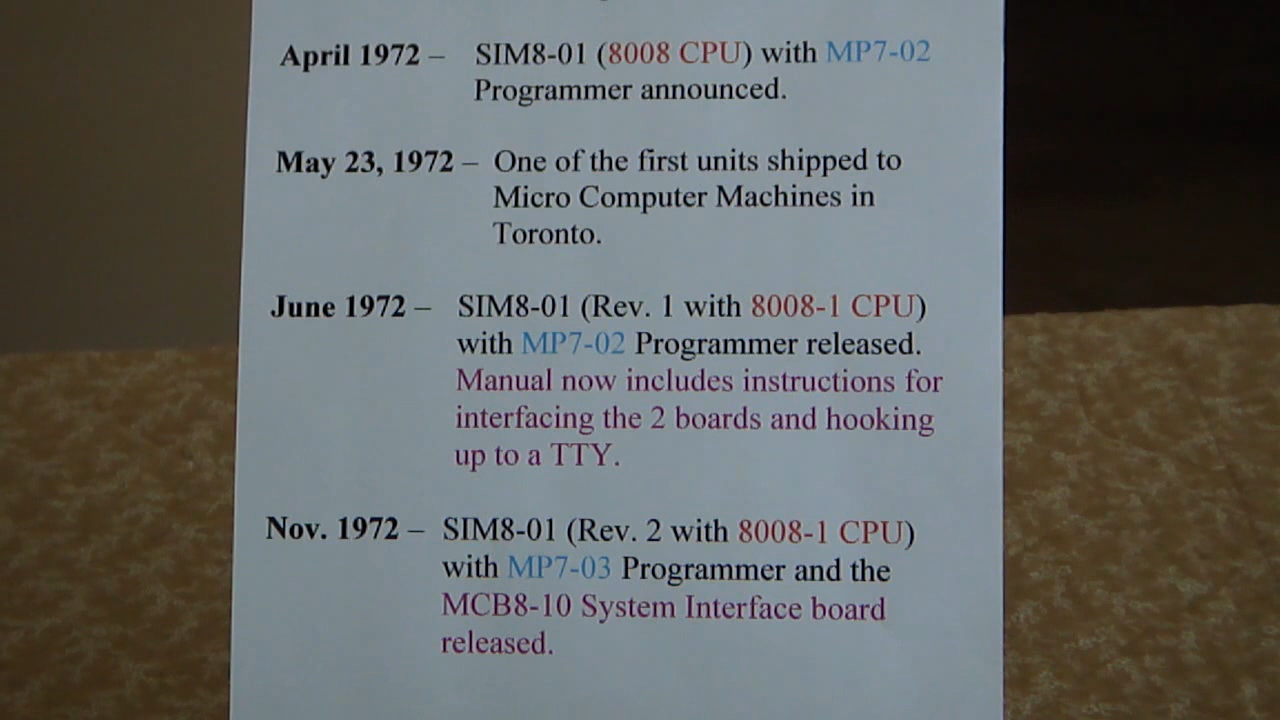 April 1972 – SIM8-01 (8008 CPU) with MP7-02
Programmer announced.
May 23, 1972 – One of the first units shipped to
Micro Computer Machines in
Toronto.
June 1972 – SIM8-01 (Rev. 1 with 8008-1 CPU)
with MP7-02 Programmer released.
Manual now includes instructions for
interfacing the 2 boards and hooking
up to a TTY.
Nov. 1972 – SIM8-01 (Rev. 2 with 8008-1 CPU)
with MP7-03 Programmer and the
MCB8-10 System Interface board
released.